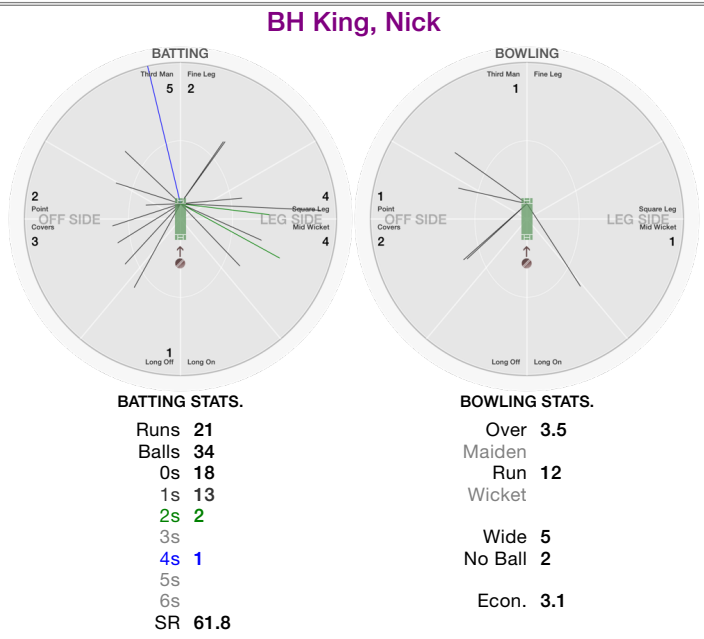 BH King, Nick
BATTING
Third Man Fine Leg
5 2
2 4
Point Square Leg
OFF SIDE LEG SIDE
Covers Mid Wicket
3 4
1
Long Off Long On
BATTING STATS.
Runs 21
Balls 34
0s 18
1s 13
2s 2
3s
4s 1
5s
6s
SR 61.8
BOWLING
Third Man Fine Leg
1
1
Point Square Leg
OFF SIDE LEG SIDE
Covers Mid Wicket
2 1
Long Off Long On
BOWLING STATS.
Over 3.5
Maiden
Run 12
Wicket
Wide 5
No Ball 2
Econ. 3.1